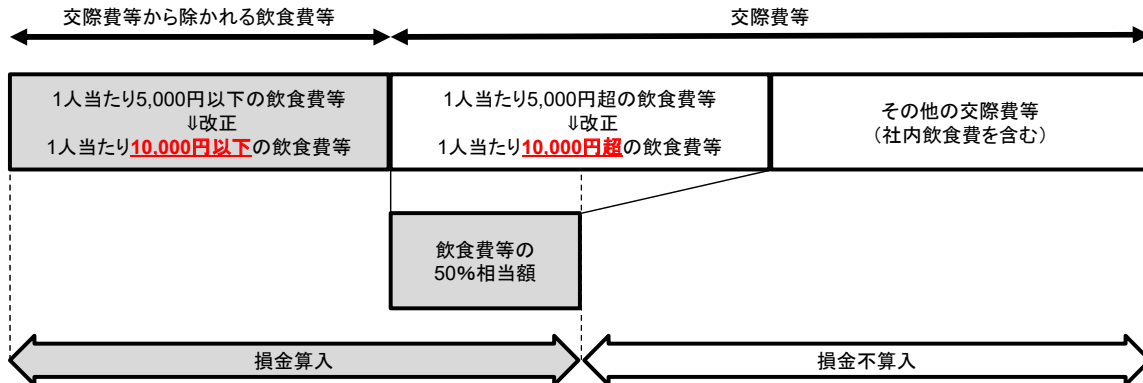 交際費等から除かれる飲食費等
交際費等
1人当たり5,000円以下の飲食費等
⇓改正
1人当たり10,000円以下の飲食費等
1人当たり5,000円超の飲食費等
⇓改正
1人当たり10,000円超の飲食費等
その他の交際費等
(社内飲食費を含む)
飲食費等の
50%相当額
損金算入
損金不算入